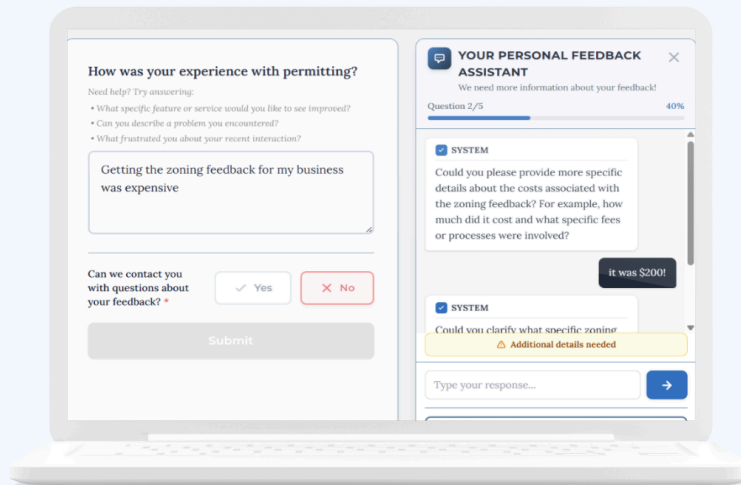 How was your experience with permitting?
Need help? Try answering:
• What specific feature or service would you like to see improved?
• Can you describe a problem you encountered?
• What frustrated you about your recent interaction?
Getting the zoning feedback for my business
was expensive
Can we contact you
with questions about
your feedback? *
Yes
No
Submit
YOUR PERSONAL FEEDBACK
ASSISTANT
We need more information about your feedback!
Question 2/5
40%
SYSTEM
Could you please provide more specific
details about the costs associated with
the zoning feedback? For example, how
much did it cost and what specific fees
or processes were involved?
it was $200!
SYSTEM
Could you clarify what specific zoning
Additional details needed
Type your response...